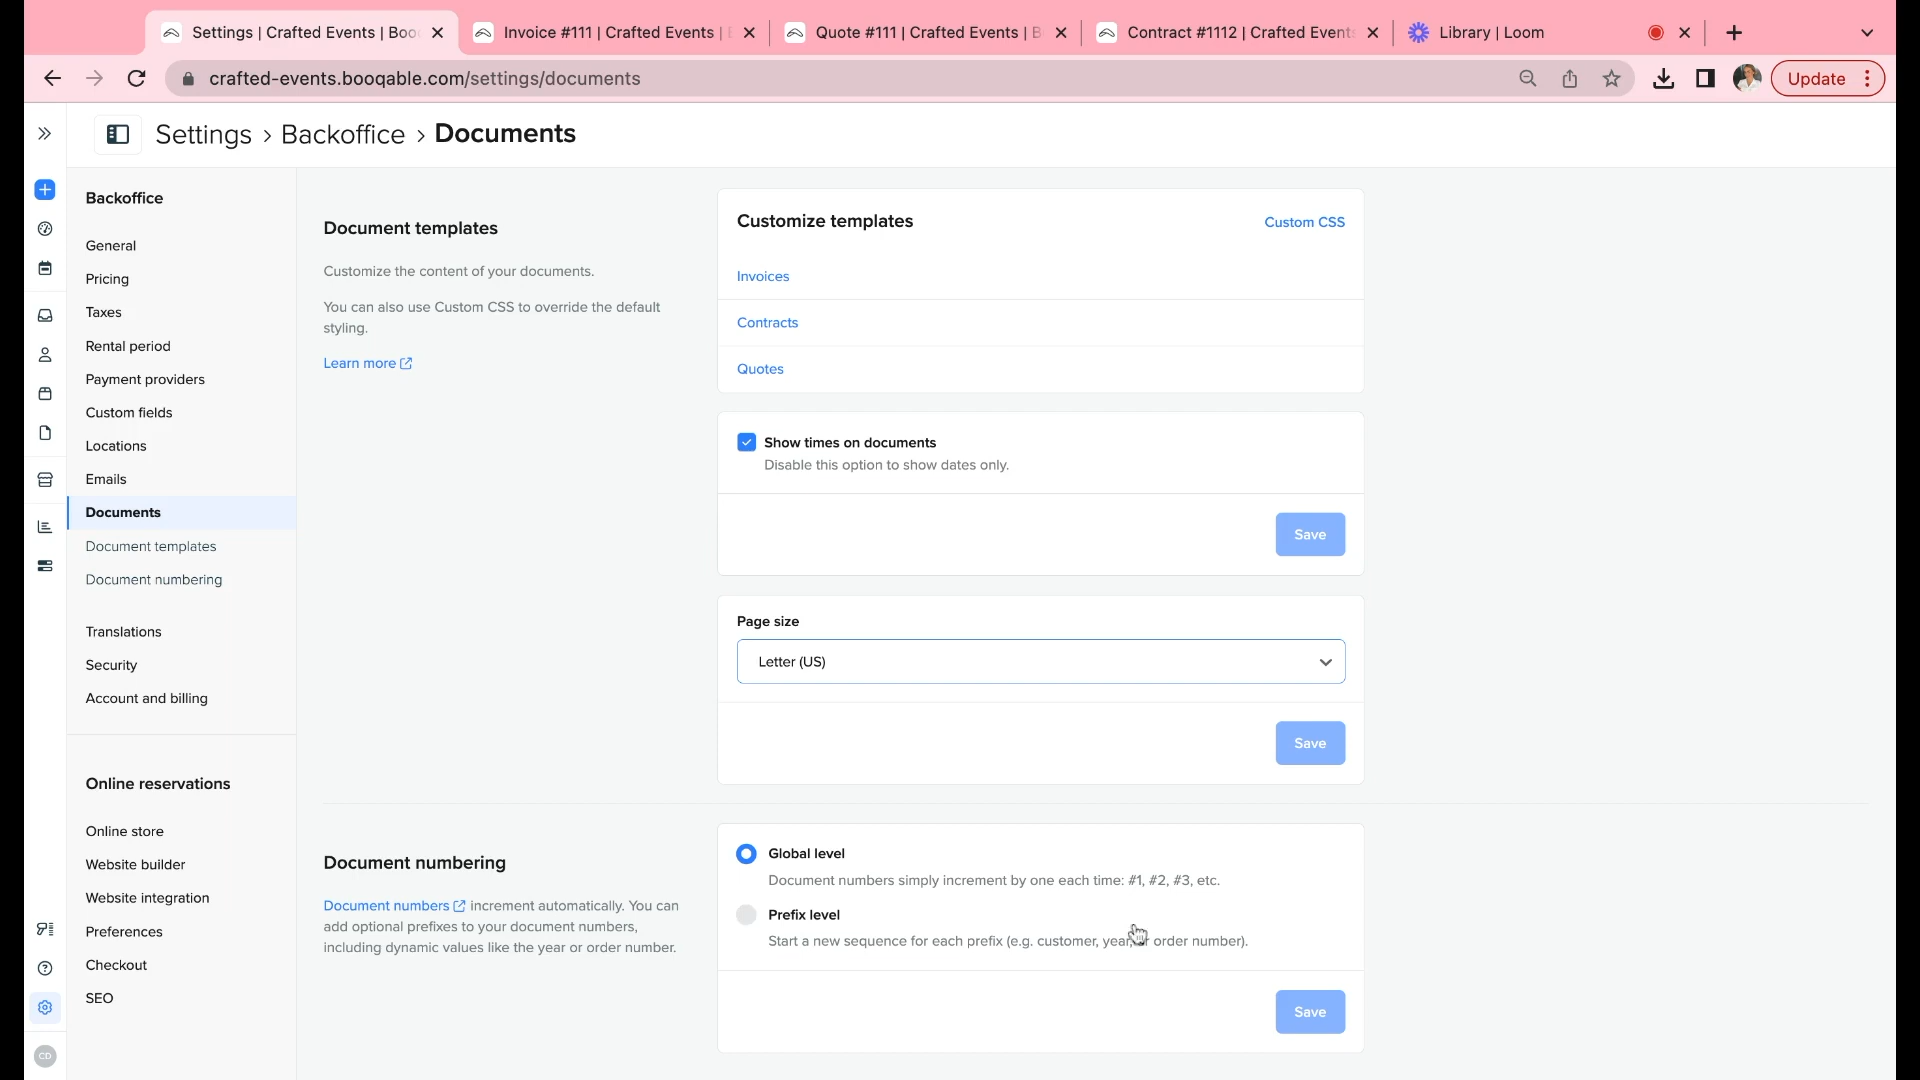 Settings | Crafted Events | Boo
Invoice #111 | Crafted Events |
Quote #111 | Crafted Events | B
Contract #1112 | Crafted Event
Library | Loom
crafted-events.booqable.com/settings/documents
Update
Settings › Backoffice › Documents
Backoffice
General
Pricing
Taxes
Rental period
Payment providers
Custom fields
Locations
Emails
Documents
Document templates
Document numbering
Translations
Security
Account and billing
Online reservations
Online store
Website builder
Website integration
Preferences
Checkout
SEO
CD
Document templates
Customize the content of your documents.
You can also use Custom CSS to override the default
styling.
Learn more
Customize templates
Custom CSS
Invoices
Contracts
Quotes
Show times on documents
Disable this option to show dates only.
Save
Page size
Letter (US)
Save
Document numbering
Document numbers increment automatically. You can
add optional prefixes to your document numbers,
including dynamic values like the year or order number.
Global level
Document numbers simply increment by one each time: #1, #2, #3, etc.
Prefix level
Start a new sequence for each prefix (e.g. customer, year, or order number).
Save